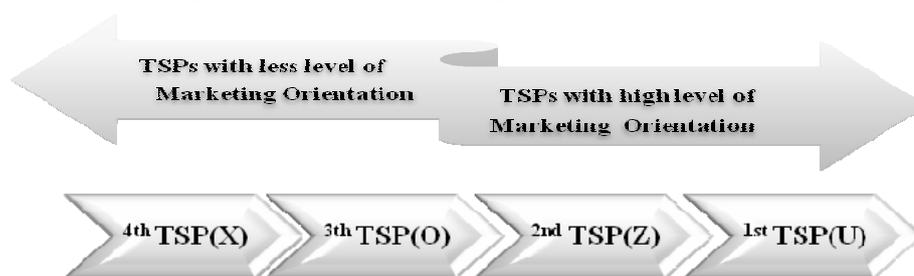 TSPs with less level of
Marketing Orientation
TSPs with high level of
Marketing Orientation
4th TSP(X) 3th TSP(O) 2nd TSP(Z) 1st TSP(U)